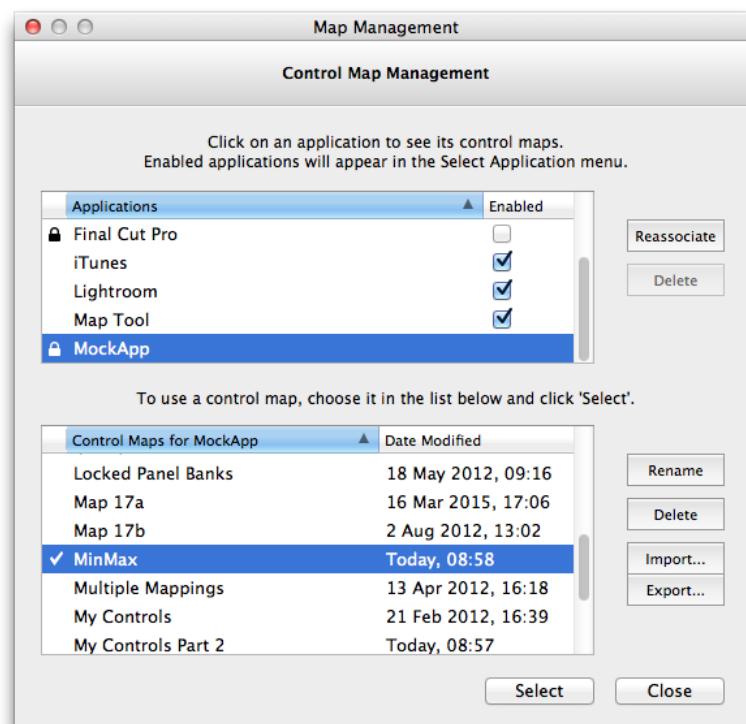 Map Management
Control Map Management
Click on an application to see its control maps.
Enabled applications will appear in the Select Application menu.
Applications Enabled
Final Cut Pro
iTunes
Lightroom
Map Tool
MockApp
Reassociate
Delete
To use a control map, choose it in the list below and click 'Select'.
Control Maps for MockApp Date Modified
Locked Panel Banks 18 May 2012, 09:16
Map 17a 16 Mar 2015, 17:06
Map 17b 2 Aug 2012, 13:02
MinMax Today, 08:58
Multiple Mappings 13 Apr 2012, 16:18
My Controls 21 Feb 2012, 16:39
My Controls Part 2 Today, 08:57
Rename
Delete
Import...
Export...
Select Close